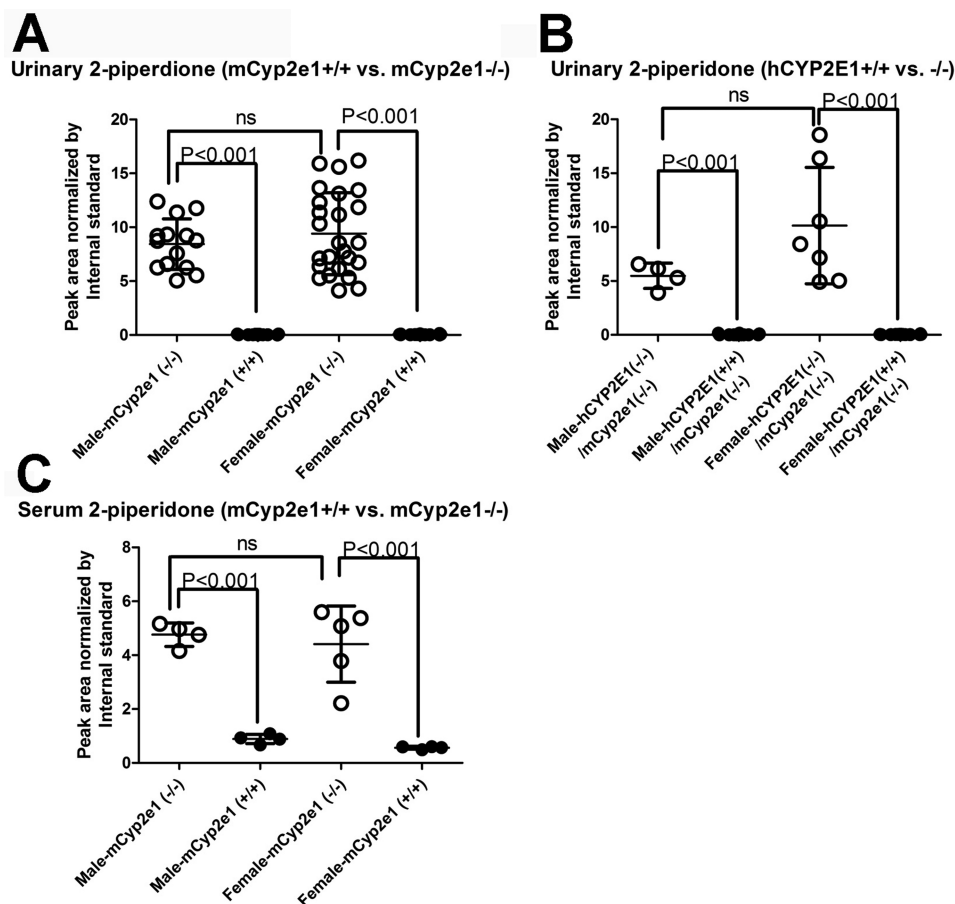 A
Urinary 2-piperdione (mCyp2e1+/+ vs. mCyp2e1-/-)
Peak area normalized by
Internal standard
20
15
10
5
0
ns
P<0.001
P<0.001
Male-mCyp2e1 (-/-)
Male-mCyp2e1 (+/+)
Female-mCyp2e1 (-/-)
Female-mCyp2e1 (+/+)
B
Urinary 2-piperidone (hCYP2E1+/+ vs. -/-)
Peak area normalized by
Internal standard
20
15
10
5
0
ns
P<0.001
P<0.001
Male-hCYP2E1(-/-)
/mCyp2e1(-/-)
Male-hCYP2E1(+/+)
/mCyp2e1(-/-)
Female-hCYP2E1(-/-)
/mCyp2e1(-/-)
Female-hCYP2E1(+/+)
/mCyp2e1(-/-)
C
Serum 2-piperidone (mCyp2e1+/+ vs. mCyp2e1-/-)
Peak area normalized by
Internal standard
8
6
4
2
0
ns
P<0.001
P<0.001
Male-mCyp2e1 (-/-)
Male-mCyp2e1 (+/+)
Female-mCyp2e1 (-/-)
Female-mCyp2e1 (+/+)